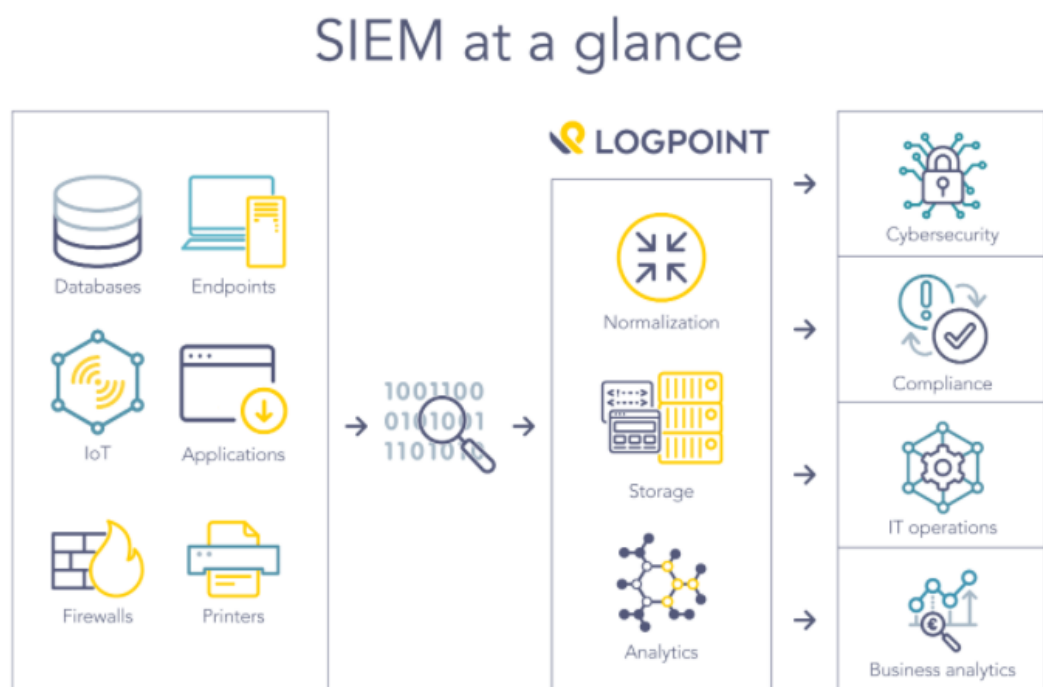 SIEM at a glance
Databases
Endpoints
IoT
Applications
Firewalls
Printers
1001100
0101001
1101010
LOGPOINT
Normalization
<!--->
<---->
Storage
Analytics
Cybersecurity
Compliance
IT operations
€
Business analytics